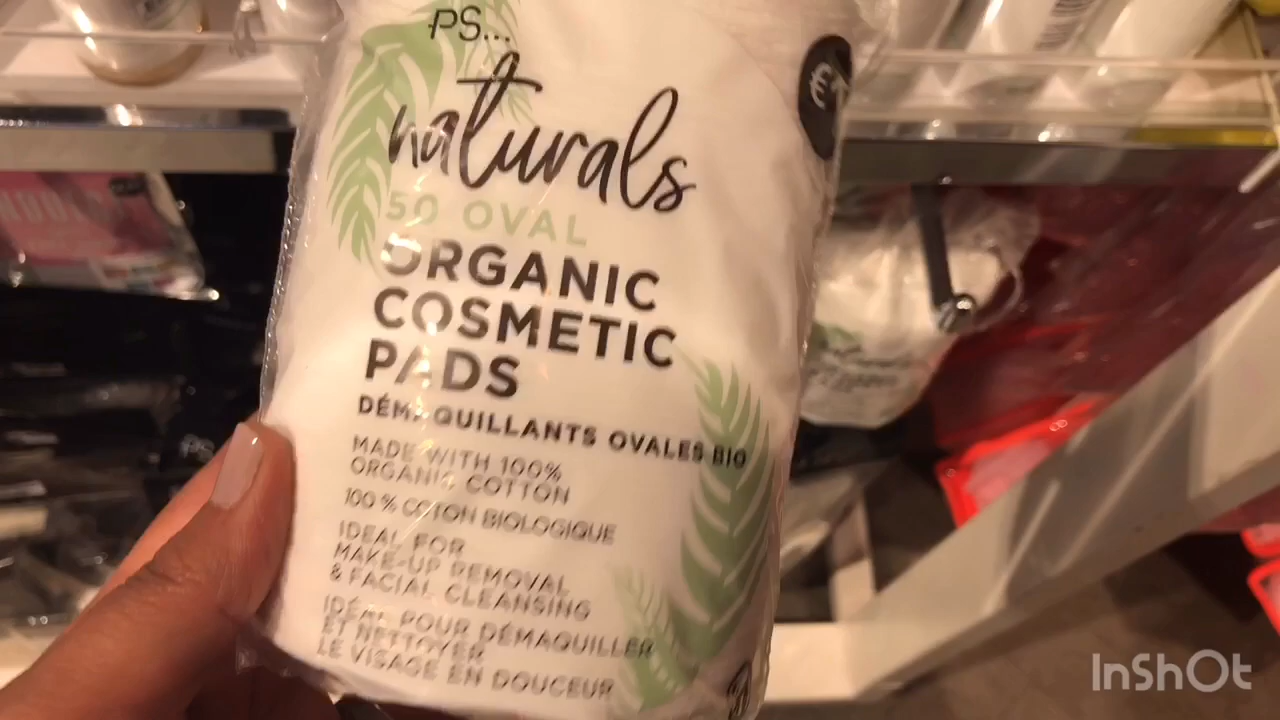 PS...
naturals
50 OVAL
ORGANIC
COSMETIC
PADS
DÉMAQUILLANTS OVALES BIO
MADE WITH 100%
ORGANIC COTTON
100 % COTON BIOLOGIQUE
IDEAL FOR
MAKE-UP REMOVAL
& FACIAL CLEANSING
IDÉAL POUR DÉMAQUILLER
ET NETTOYER
LE VISAGE EN DOUCEUR
InShOt